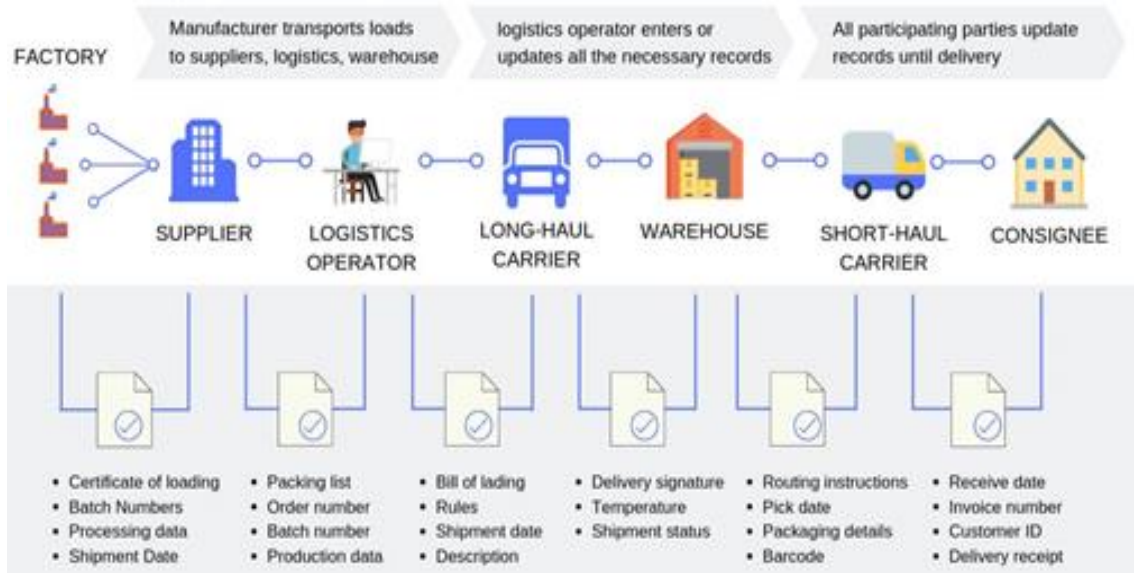 Manufacturer transports loads
to suppliers, logistics, warehouse
logistics operator enters or
updates all the necessary records
All participating parties update
records until delivery
FACTORY
SUPPLIER
LOGISTICS
OPERATOR
LONG-HAUL
CARRIER
WAREHOUSE
SHORT-HAUL
CARRIER
CONSIGNEE
• Certificate of loading
• Batch Numbers
• Processing data
• Shipment Date
• Packing list
• Order number
• Batch number
• Production data
• Bill of lading
• Rules
• Shipment date
• Description
• Delivery signature
• Temperature
• Shipment status
• Routing instructions
• Pick date
• Packaging details
• Barcode
• Receive date
• Invoice number
• Customer ID
• Delivery receipt